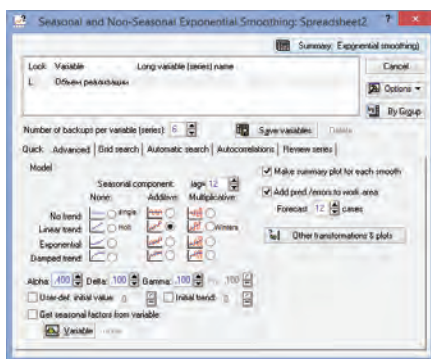 Seasonal and Non-Seasonal Exponential Smoothing: Spreadsheet2
Summary: Exponential smoothing)
Lock Variable Long variable (series) name
Cancel
L Объем реализации
Options
By Group
Number of backups per variable (series): 6
Save variables Delete
Quick Advanced Grid search Automatic search Autocorrelations Review series
Model
Make summary plot for each smooth
Seasonal component: lag= 12
Add pred./errors to work area
None: Additive: Multiplicative:
Forecast 12 cases
No trend: Single
Linear trend: Holt Winters
Other transformations & plots
Exponential:
Damped trend:
Alpha: .100 Delta: .100 Gamma: .100 Phi: .100
User-def. initial value: 0 Initial trend: 0
Get seasonal factors from variable:
Variable